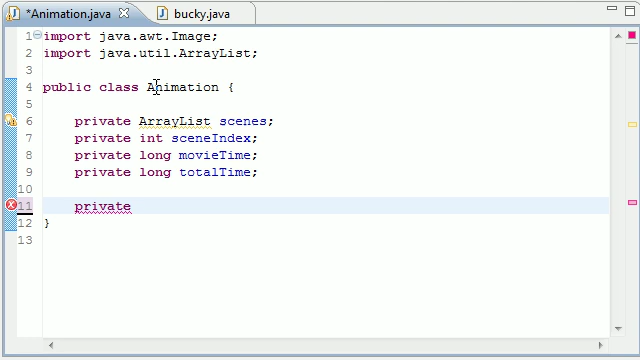 *Animation.java bucky.java
1 import java.awt.Image;
2 import java.util.ArrayList;
3
4 public class Animation {
5
6 private ArrayList scenes;
7 private int sceneIndex;
8 private long movieTime;
9 private long totalTime;
10
11 private
12 }
13